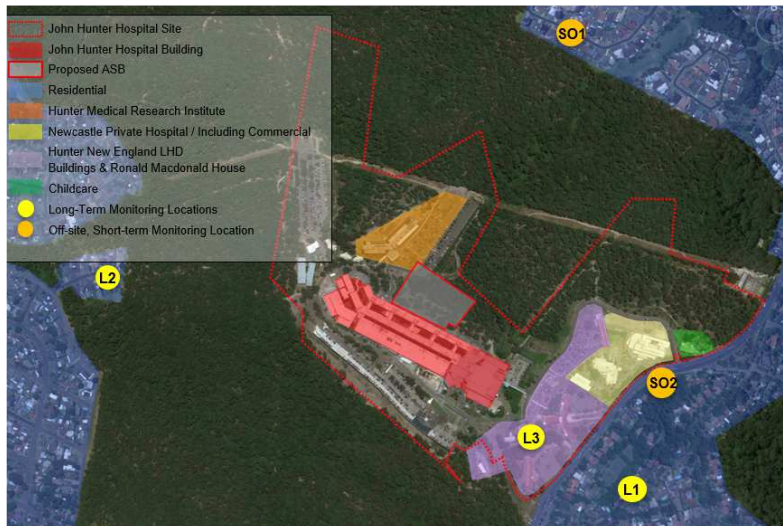 John Hunter Hospital Site
John Hunter Hospital Building
Proposed ASB
Residential
Hunter Medical Research Institute
Newcastle Private Hospital / Including Commercial
Hunter New England LHD
Buildings & Ronald Macdonald House
Childcare
Long-Term Monitoring Locations
Off-site, Short-term Monitoring Location
SO1
L2
SO2
L3
L1